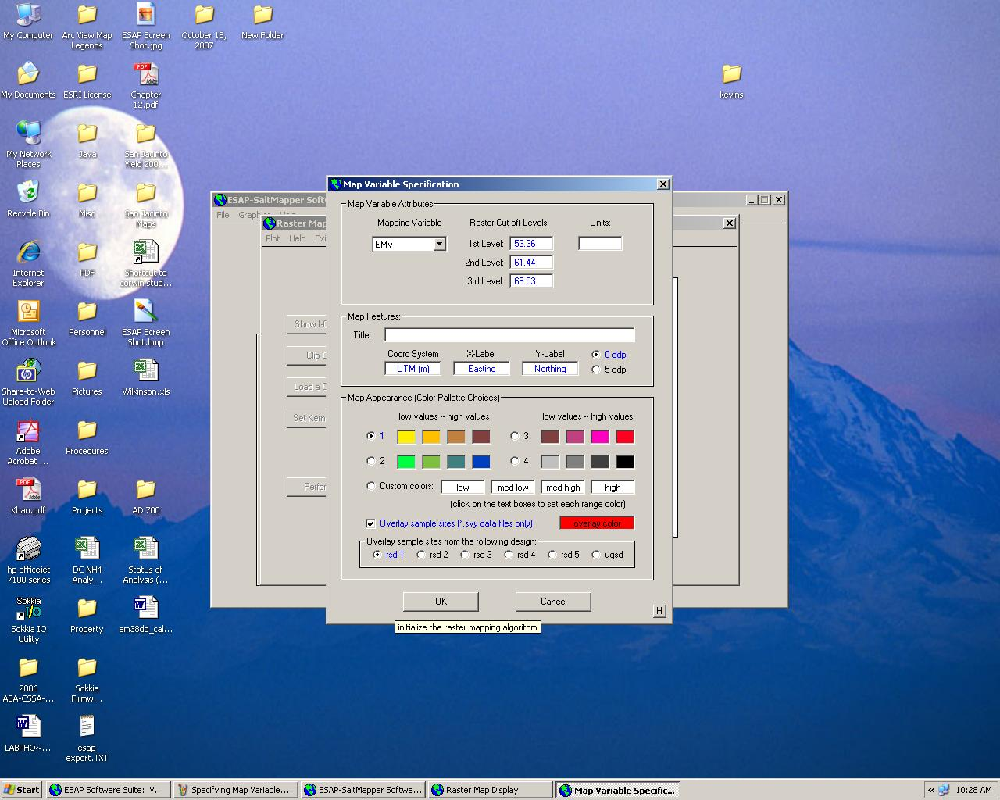 My Computer
Arc View Map
Legends
ESAP Screen
Shot.jpg
October 15,
2007
New Folder
My Documents
ESRI License
PDF
Adobe
Chapter
12.pdf
kevins
My Network
Places
Java
San Jacinto
Yield 200...
Recycle Bin
Misc
San Jacinto
Maps
Internet
Explorer
PDF
Shortcut to
corwin stud...
Microsoft
Office Outlook
Personnel
ESAP Screen
Shot.bmp
Share-to-Web
Upload Folder
Pictures
Wilkinson.xls
Adobe
Acrobat ...
Procedures
PDF
Adobe
Khan.pdf
Projects
AD 700
hp officejet
7100 series
DC NH4
Analy...
Status of
Analysis (...
Sokkia
I/O
Sokkia IO
Utility
Property
em38dd_cal...
2006
ASA-CSSA-...
Sokkia
Firmw...
LABPHO~...
esap
export.TXT
ESAP-SaltMapper Soft
File Graphi Help
Raster Map
Plot Help Exi
Show I-C
Clip G
Load a C
Set Kern
Perfor
Map Variable Specification
Map Variable Attributes
Mapping Variable Raster Cut-off Levels: Units:
EMv 1st Level: 53.36
2nd Level: 61.44
3rd Level: 69.53
Map Features:
Title:
Coord System X-Label Y-Label 0 ddp
UTM (m) Easting Northing 5 ddp
Map Appearance (Color Pallette Choices)
low values -- high values low values -- high values
1 3
2 4
Custom colors: low med-low med-high high
(click on the text boxes to set each range color)
Overlay sample sites (*.svy data files only) overlay color
Overlay sample sites from the following design:
rsd-1 rsd-2 rsd-3 rsd-4 rsd-5 ugsd
OK Cancel H
initialize the raster mapping algorithm
Start ESAP Software Suite: V... Specifying Map Variable.... ESAP-SaltMapper Softwa... Raster Map Display Map Variable Specific... « 10:28 AM